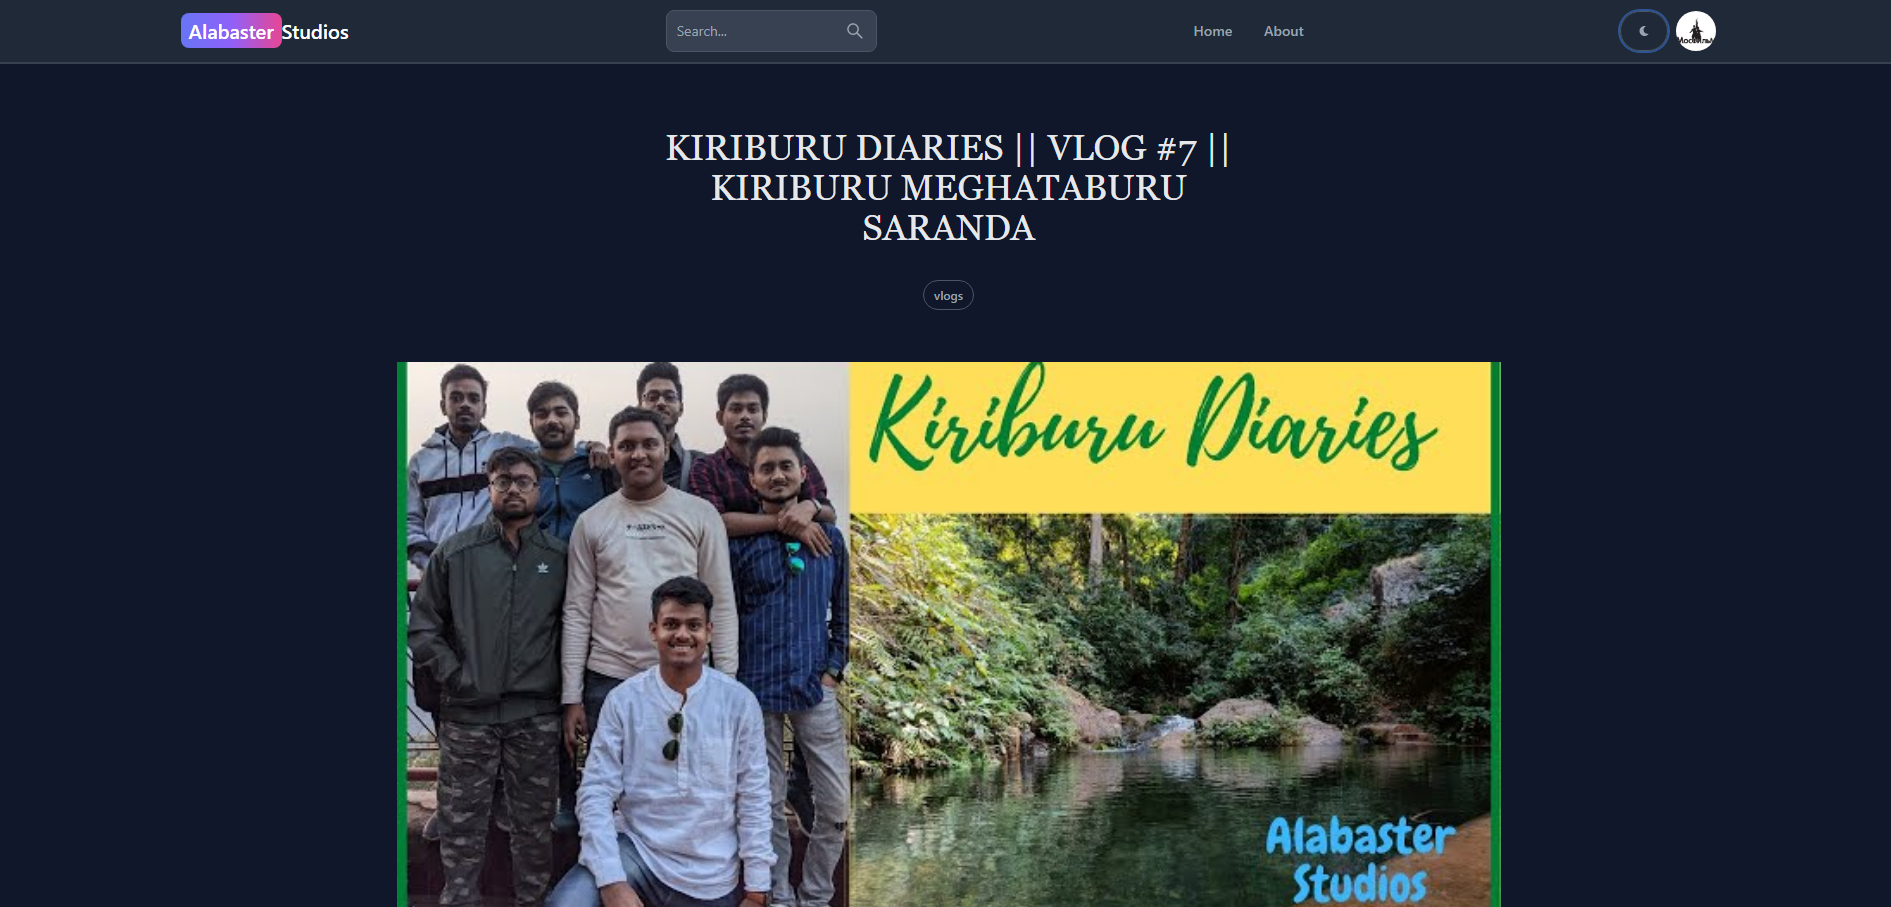 Alabaster Studios
Search...
Home
About
KIRIBURU DIARIES || VLOG #7 ||
KIRIBURU MEGHATABURU
SARANDA
vlogs
Kiriburu Diaries
Alabaster
Studios